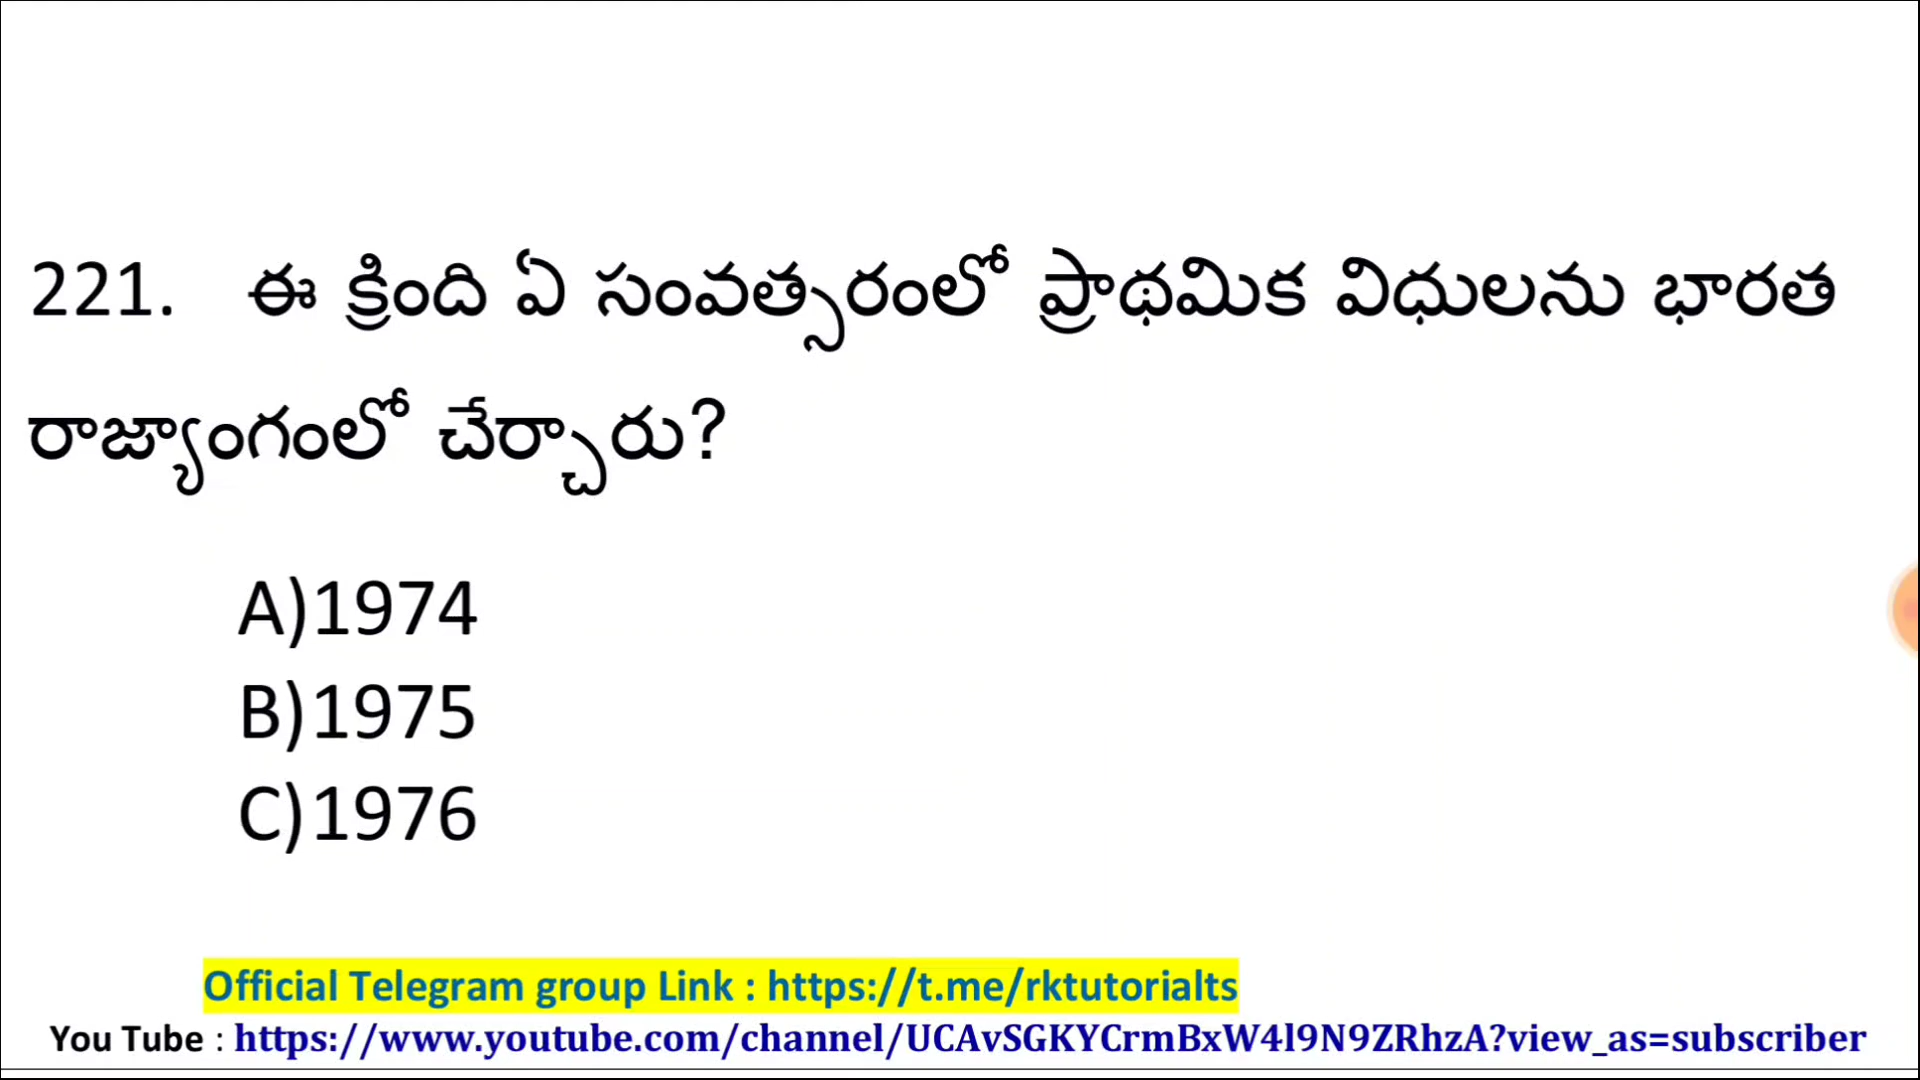 221. ఈ క్రింది ఏ సంవత్సరంలో ప్రాథమిక విధులను భారత
రాజ్యాంగంలో చేర్చారు?
A)1974
B)1975
C)1976
Official Telegram group Link : https://t.me/rktutorialts
You Tube : https://www.youtube.com/channel/UCAvSGKYCrmBxW4l9N9ZRhzA?view_as=subscriber